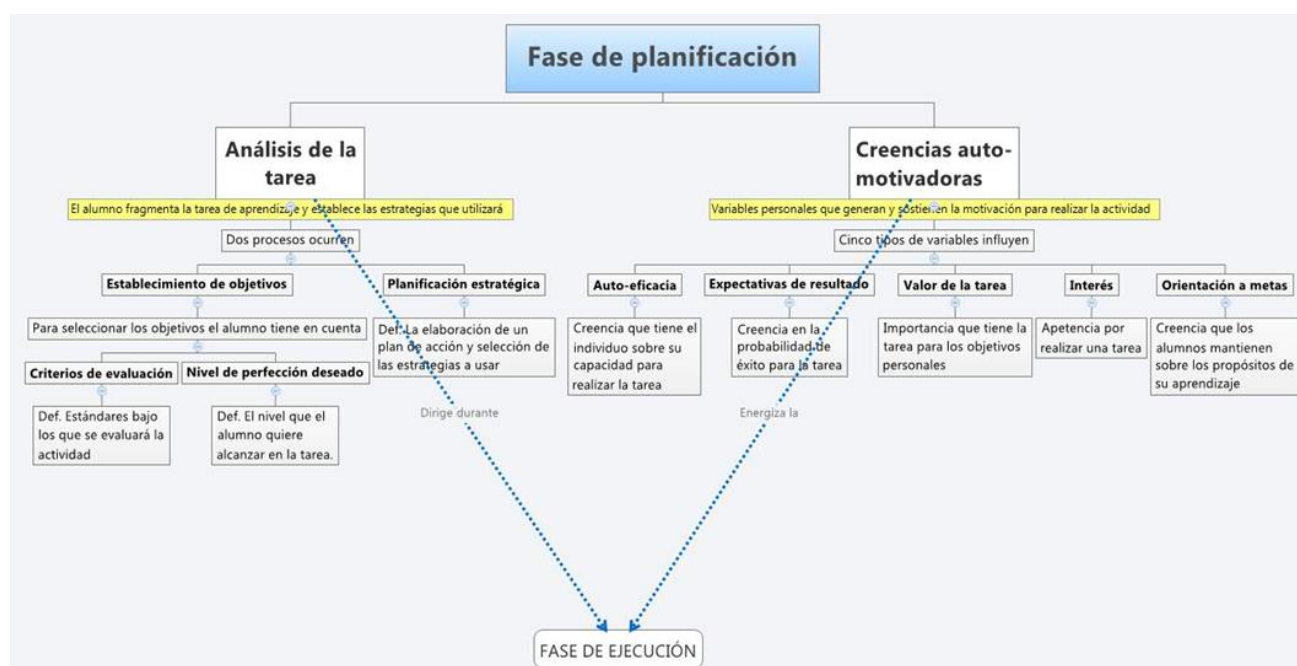 Fase de planificación
Análisis de la
tarea
El alumno fragmenta la tarea de aprendizaje y establece las estrategias que utilizará
Dos procesos ocurren
Establecimiento de objetivos
Para seleccionar los objetivos el alumno tiene en cuenta
Criterios de evaluación
Def. Estándares bajo
los que se evaluará la
actividad
Nivel de perfección deseado
Def. El nivel que el
alumno quiere
alcanzar en la tarea.
Planificación estratégica
Def. La elaboración de un
plan de acción y selección de
las estrategias a usar
Creencias auto-
motivadoras
Variables personales que generan y sostienen la motivación para realizar la actividad
Cinco tipos de variables influyen
Auto-eficacia
Creencia que tiene el
individuo sobre su
capacidad para
realizar la tarea
Expectativas de resultado
Creencia en la
probabilidad de
éxito para la tarea
Valor de la tarea
Importancia que tiene la
tarea para los objetivos
personales
Interés
Apetencia por
realizar una tarea
Orientación a metas
Creencia que los
alumnos mantienen
sobre los propósitos de
su aprendizaje
Dirige durante
Energiza la
FASE DE EJECUCIÓN